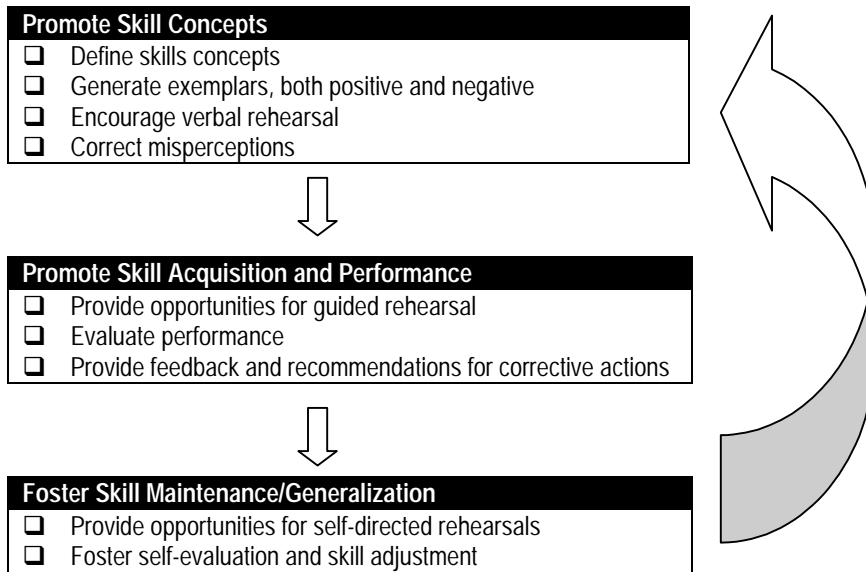 Promote Skill Concepts
❑ Define skills concepts
❑ Generate exemplars, both positive and negative
❑ Encourage verbal rehearsal
❑ Correct misperceptions
Promote Skill Acquisition and Performance
❑ Provide opportunities for guided rehearsal
❑ Evaluate performance
❑ Provide feedback and recommendations for corrective actions
Foster Skill Maintenance/Generalization
❑ Provide opportunities for self-directed rehearsals
❑ Foster self-evaluation and skill adjustment